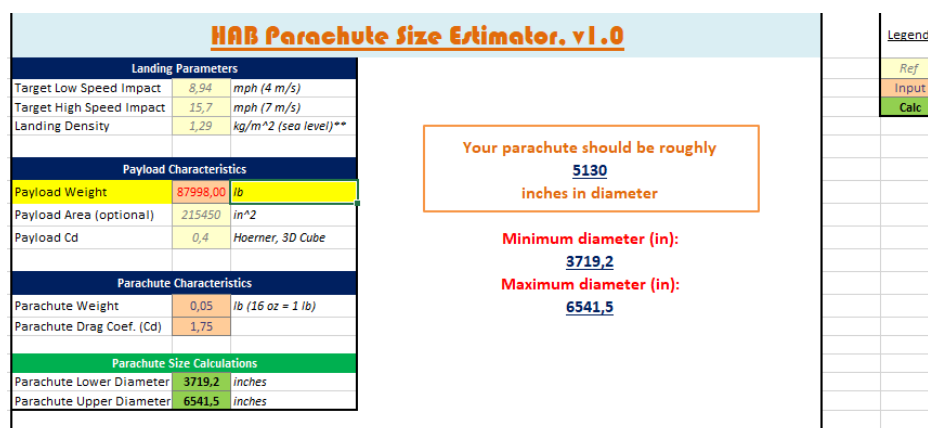 HAB Parachute Size Estimator, v1.0
Legend
Landing Parameters
Ref
Target Low Speed Impact 8,94 mph (4 m/s)
Input
Target High Speed Impact 15,7 mph (7 m/s)
Calc
Landing Density 1,29 kg/m^2 (sea level)**
Your parachute should be roughly
5130
inches in diameter
Payload Characteristics
Payload Weight 87998,00 lb
Payload Area (optional) 215450 in^2
Payload Cd 0,4 Hoerner, 3D Cube
Minimum diameter (in):
3719,2
Maximum diameter (in):
6541,5
Parachute Characteristics
Parachute Weight 0,05 lb (16 oz = 1 lb)
Parachute Drag Coef. (Cd) 1,75
Parachute Size Calculations
Parachute Lower Diameter 3719,2 inches
Parachute Upper Diameter 6541,5 inches